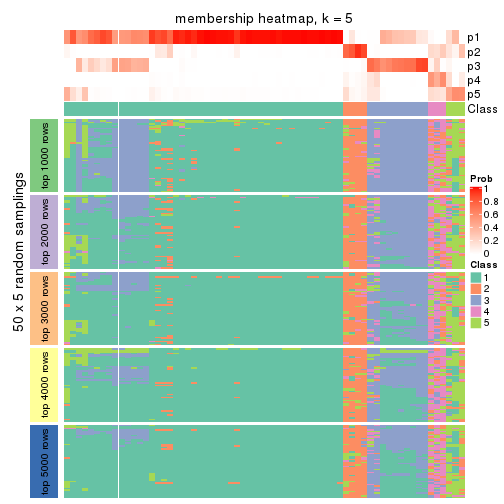 membership heatmap, k = 5
p1
p2
p3
p4
p5
Class
50 x 5 random samplings
top 1000 rows
top 2000 rows
top 3000 rows
top 4000 rows
top 5000 rows
Prob
1
0.8
0.6
0.4
0.2
0
Class
1
2
3
4
5